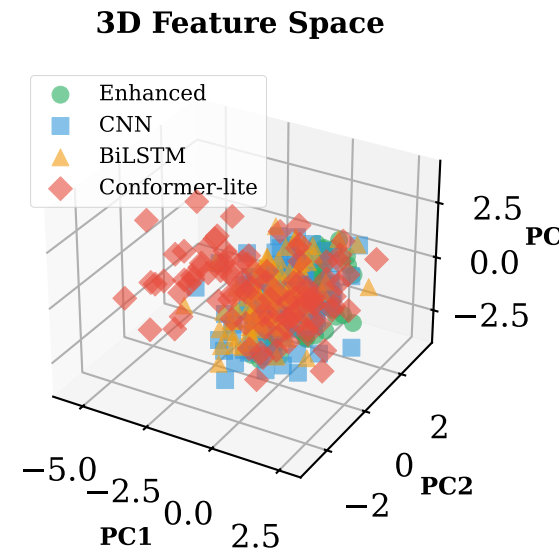 3D Feature Space
Enhanced
CNN
BiLSTM
Conformer-lite
2.5
0.0
−2.5
PC
2
0
−2
PC2
−5.0
−2.5
0.0
2.5
PC1